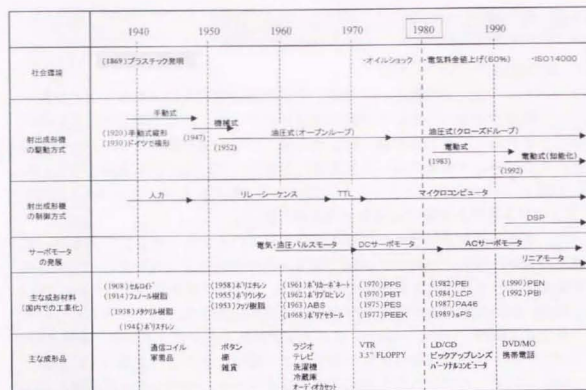 1940 1950 1960 1970 1980 1990
社会環境
(1869)プラスチック発明
・オイルショック ・電気料金値上げ(60%) ・ISO14000
射出成形機
の駆動方式
手動式
(1920)手動式縦形
(1930)ドイツで横形
(1947)
機械式
(1952)
油圧式(オープンループ)
油圧式(クローズドループ)
電動式
(1983)
電動式(知能化)
(1992)
射出成形機
の制御方式
人力 リレーシーケンス TTL マイクロコンピュータ
DSP
サーボモータ
の発展
電気・油圧パルスモータ DCサーボモータ ACサーボモータ
リニアモータ
主な成形材料
(国内での工業化)
(1908)セルロイド
(1914)フェノール樹脂
(1938)メタクリル樹脂
ポリスチレン
(1958)ポリエチレン
(1955)ポリウレタン
(1953)フッソ樹脂
(1961)ポリカーボネート
(1962)ポリプロピレン
(1963)ABS
(1968)ポリアセタール
(1970)PPS
(1970)PBT
(1975)PES
(1977)PEEK
(1982)PEI
(1984)LCP
(1987)PA46
(1989)sPS
(1990)PEN
(1992)PBI
主な成形品
通信コイル
軍需品
ボタン
櫛
雑貨
ラジオ
テレビ
洗濯機
冷蔵庫
オーディオカセット
VTR
3.5" FLOPPY
LD/CD
ピックアップレンズ
パーソナルコンピュータ
DVD/MO
携帯電話